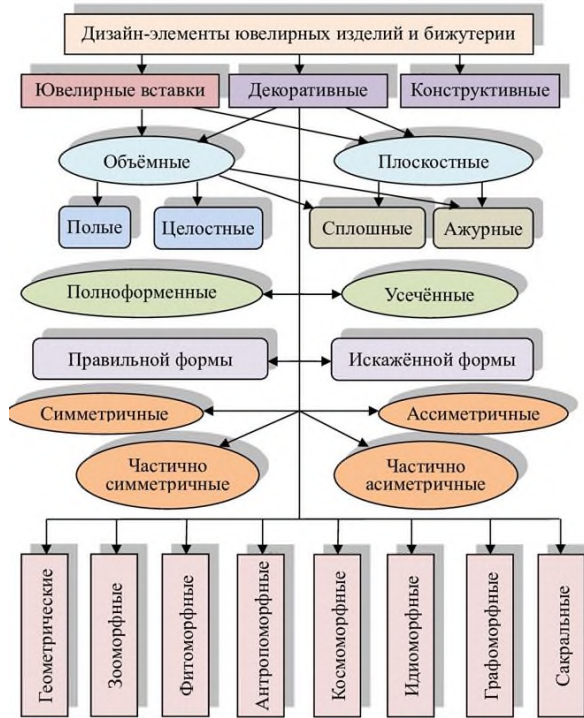 Дизайн-элементы ювелирных изделий и бижутерии
Ювелирные вставки
Декоративные
Конструктивные
Объёмные
Плоскостные
Полые
Целостные
Сплошные
Ажурные
Полноформенные
Усечённые
Правильной формы
Искажённой формы
Симметричные
Ассиметричные
Частично
симметричные
Частично
асиметричные
Геометрические
Зооморфные
Фитоморфные
Антропоморфные
Космоморфные
Идиоморфные
Графоморфные
Сакральные